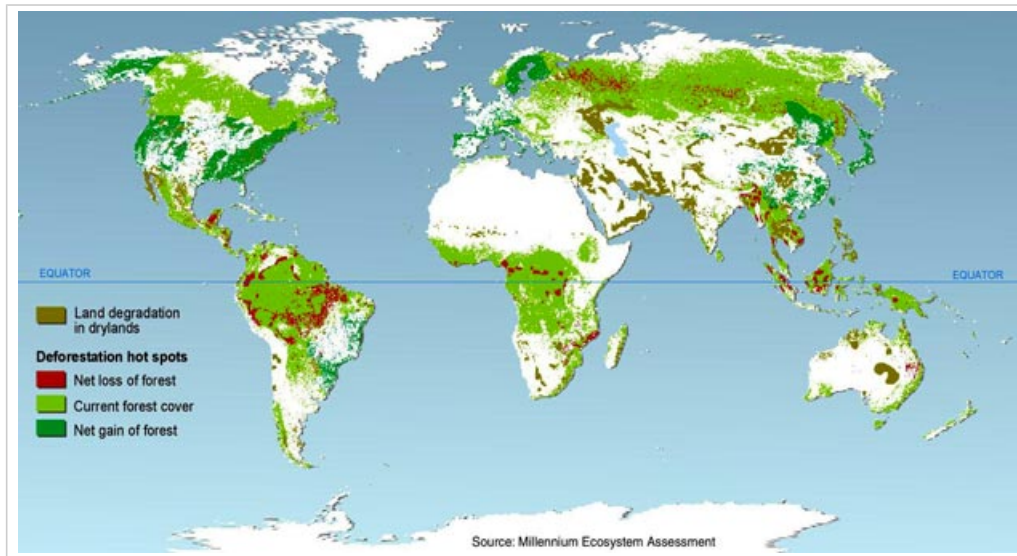 EQUATOR
EQUATOR
Land degradation
in drylands
Deforestation hot spots
Net loss of forest
Current forest cover
Net gain of forest
Source: Millennium Ecosystem Assessment